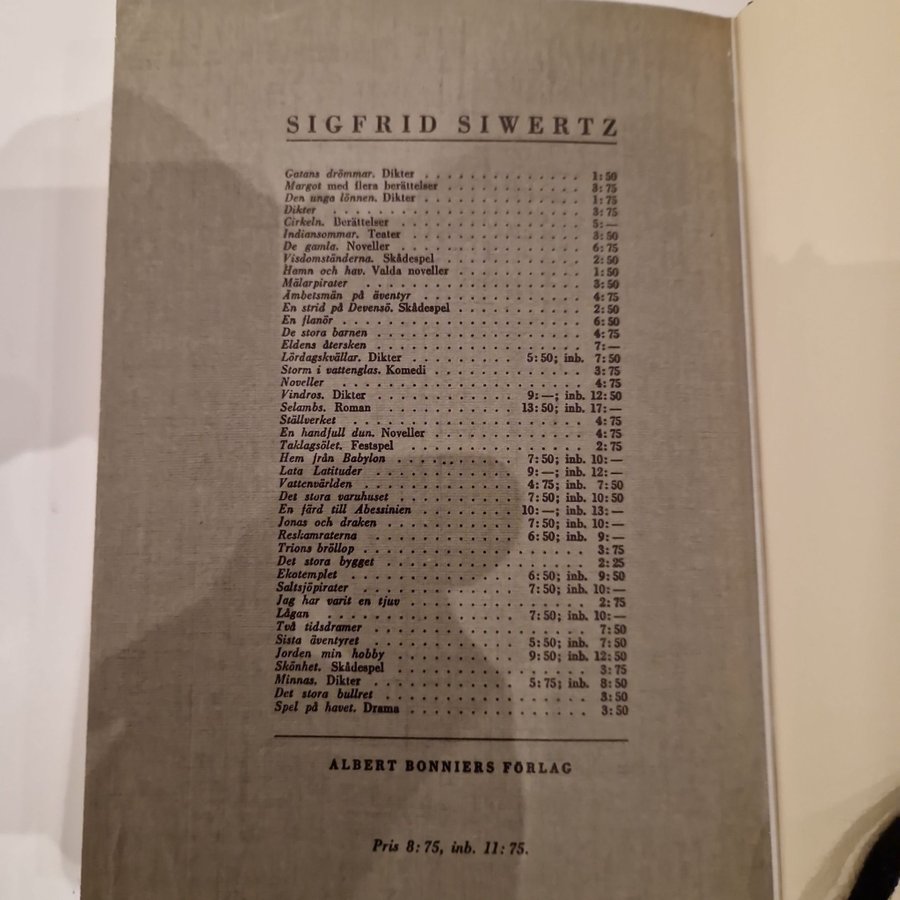 SIGFRID SIWERTZ
Gatans drömmar. Dikter . . . . . . . . . . . . . 1:50
Margot med flera berättelser . . . . . . . . . . . 3:75
Den unga lönnen. Dikter . . . . . . . . . . . . . 1:75
Dikter . . . . . . . . . . . . . . . . . . . . 3:75
Cirkeln. Berättelser . . . . . . . . . . . . . . 5:—
Indiansommar. Teater . . . . . . . . . . . . . . 3:50
De gamla. Noveller . . . . . . . . . . . . . . . 6:75
Visdomständerna. Skådespel . . . . . . . . . . . . 2:50
Hamn och hav. Valda noveller . . . . . . . . . . . 1:50
Mälarpirater . . . . . . . . . . . . . . . . . 3:50
Ämbetsmän på äventyr . . . . . . . . . . . . . . 4:75
En strid på Devensö. Skådespel . . . . . . . . . . 2:50
En flanör . . . . . . . . . . . . . . . . . . . 6:50
De stora barnen . . . . . . . . . . . . . . . . 4:75
Eldens återsken . . . . . . . . . . . . . . . . 7:—
Lördagskvällar. Dikter . . . . . . . . . 5:50; inb. 7:50
Storm i vattenglas. Komedi . . . . . . . . . . . . 3:75
Noveller . . . . . . . . . . . . . . . . . . . 4:75
Vindros. Dikter . . . . . . . . . . . . 9:—; inb. 12:50
Selambs. Roman . . . . . . . . . . . 13:50; inb. 17:—
Ställverket . . . . . . . . . . . . . . . . . . 4:75
En handfull dun. Noveller . . . . . . . . . . . . 4:75
Taklagsölet. Festspel . . . . . . . . . . . . . . 2:75
Hem från Babylon . . . . . . . . . . 7:50; inb. 10:—
Lata Latituder . . . . . . . . . . . . 9:—; inb. 12:—
Vattenvärlden . . . . . . . . . . . . 4:75; inb. 7:50
Det stora varuhuset . . . . . . . . . 7:50; inb. 10:50
En färd till Abessinien . . . . . . . . 10:—; inb. 13:—
Jonas och draken . . . . . . . . . . 7:50; inb. 10:—
Reskamraterna . . . . . . . . . . . . 6:50; inb. 9:—
Trions bröllop . . . . . . . . . . . . . . . . . 3:75
Det stora bygget . . . . . . . . . . . . . . . . 2:25
Ekotemplet . . . . . . . . . . . . . 6:50; inb. 9:50
Saltsjöpirater . . . . . . . . . . . . 7:50; inb. 10:—
Jag har varit en tjuv . . . . . . . . . . . . . . 2:75
Lågan . . . . . . . . . . . . . . . 7:50; inb. 10:—
Två tidsdramer . . . . . . . . . . . . . . . . . 7:50
Sista äventyret . . . . . . . . . . . 5:50; inb. 7:50
Jorden min hobby . . . . . . . . . . 9:50; inb. 12:50
Skönhet. Skådespel . . . . . . . . . . . . . . . 3:75
Minnas. Dikter . . . . . . . . . . . 5:75; inb. 8:50
Det stora bullret . . . . . . . . . . . . . . . . 3:50
Spel på havet. Drama . . . . . . . . . . . . . . 3:50
ALBERT BONNIERS FÖRLAG
Pris 8:75, inb. 11:75.